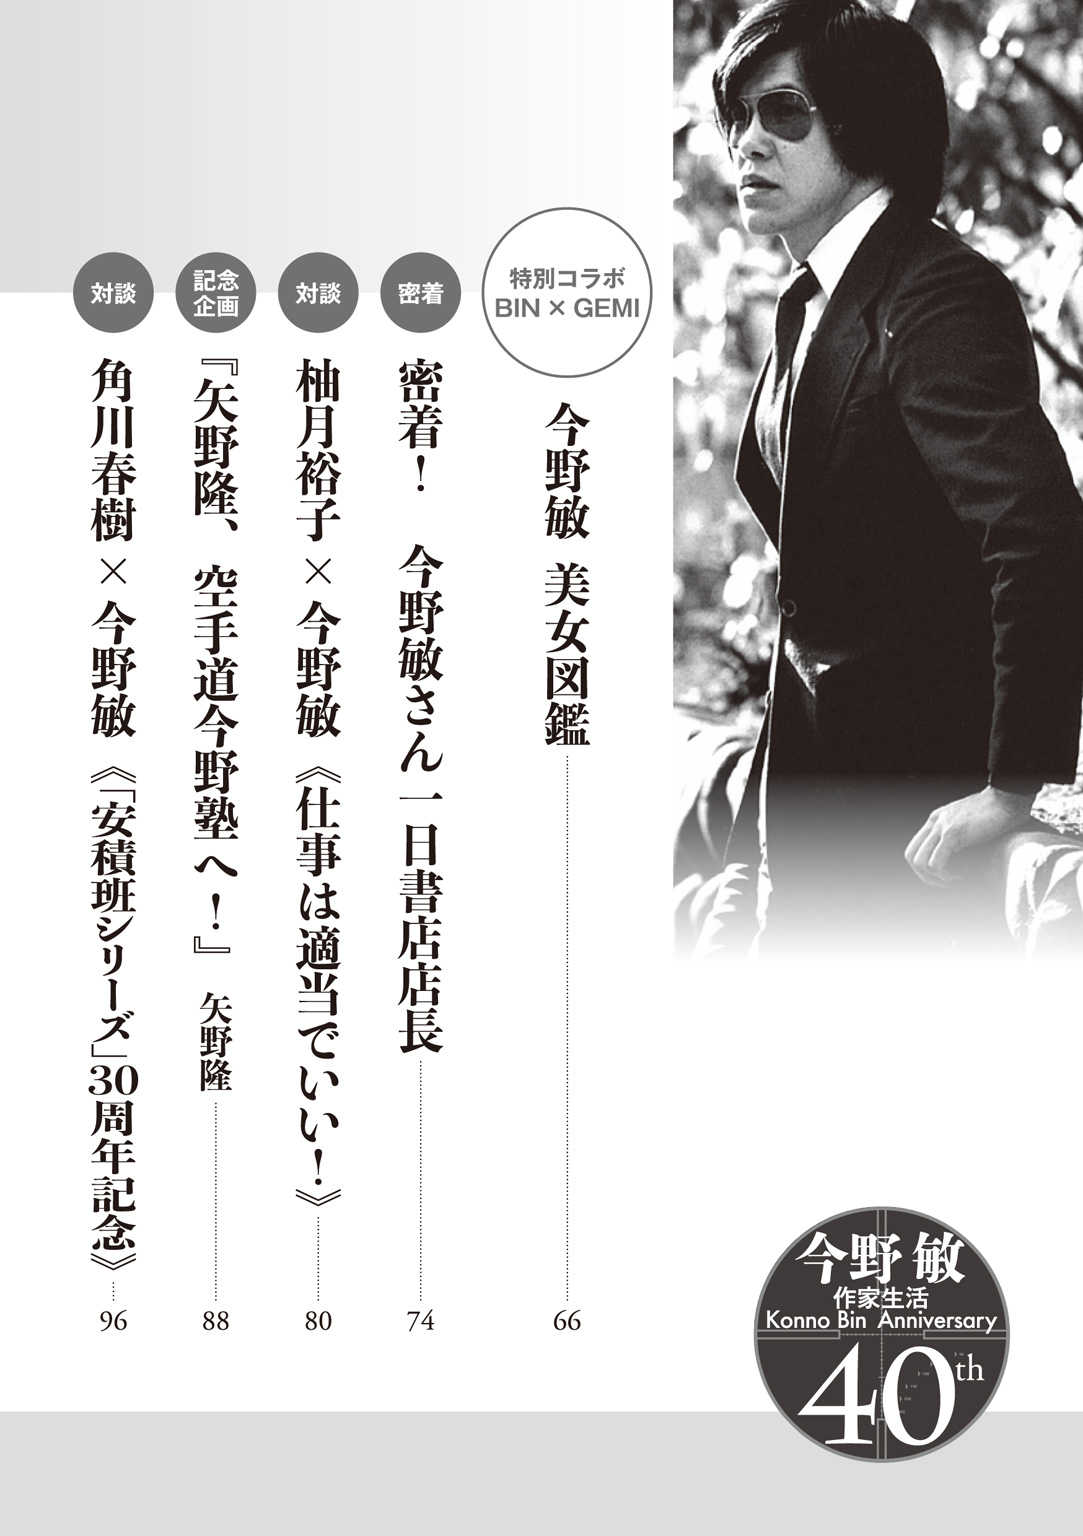 特別コラボ
BIN × GEMI
今野敏 美女図鑑
66
密着
密着！ 今野敏さん一日書店店長
74
対談
柚月裕子×今野敏《仕事は適当でいい！》
80
記念
企画
『矢野隆、空手道今野塾へ！』 矢野隆
88
対談
角川春樹×今野敏《「安積班シリーズ」30周年記念》
96
今野 敏
作家生活
Konno Bin Anniversary
40th